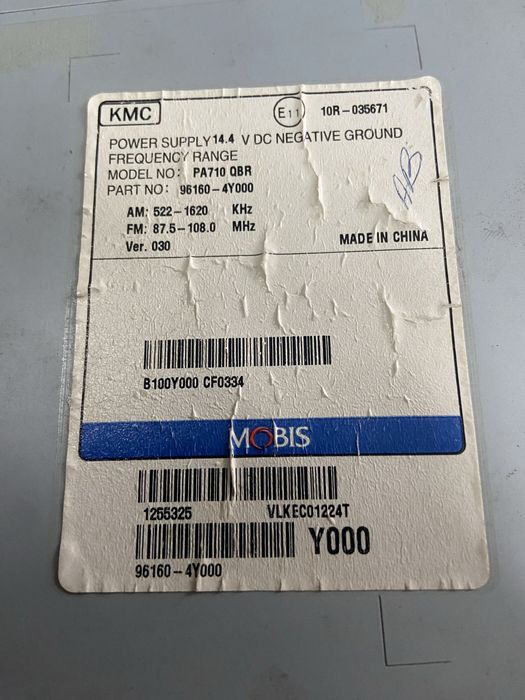 KMC
E11 10R-035671
POWER SUPPLY 14.4 V DC NEGATIVE GROUND
FREQUENCY RANGE
MODEL NO: PA710 QBR
PART NO: 96160-4Y000
AM: 522-1620 KHz
FM: 87.5-108.0 MHz
Ver. 030 MADE IN CHINA
B100Y000 CF0334
MOBIS
1255325 VLKEC01224T
Y000
96160-4Y000